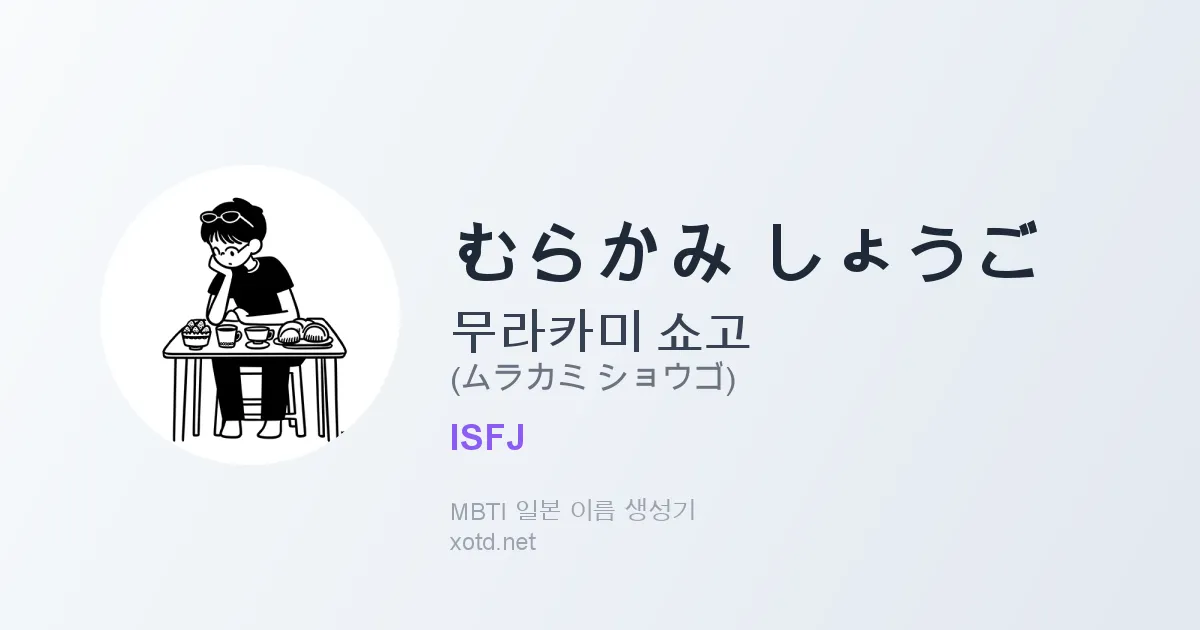 むらかみ しょうご
무라카미 쇼고
(ムラカミ ショウゴ)
ISFJ
MBTI 일본 이름 생성기
xotd.net